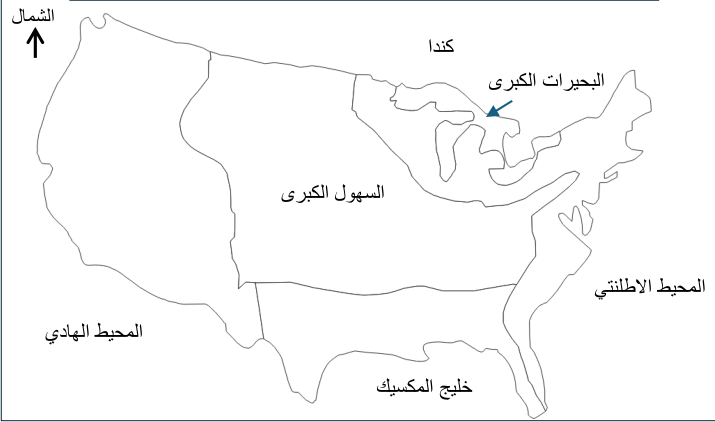 الشمال
كندا
البحيرات الكبرى
السهول الكبرى
المحيط الاطلنتي
المحيط الهادي
خليج المكسيك